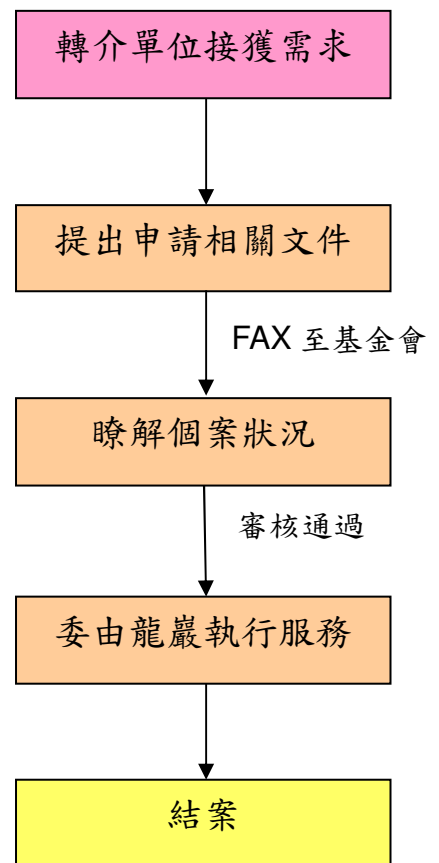 轉介單位接獲需求
提出申請相關文件
FAX 至基金會
瞭解個案狀況
審核通過
委由龍巖執行服務
結案